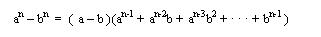 aⁿ − bⁿ = ( a − b )(aⁿ⁻¹ + aⁿ⁻²b + aⁿ⁻³b² + · · · + bⁿ⁻¹ )